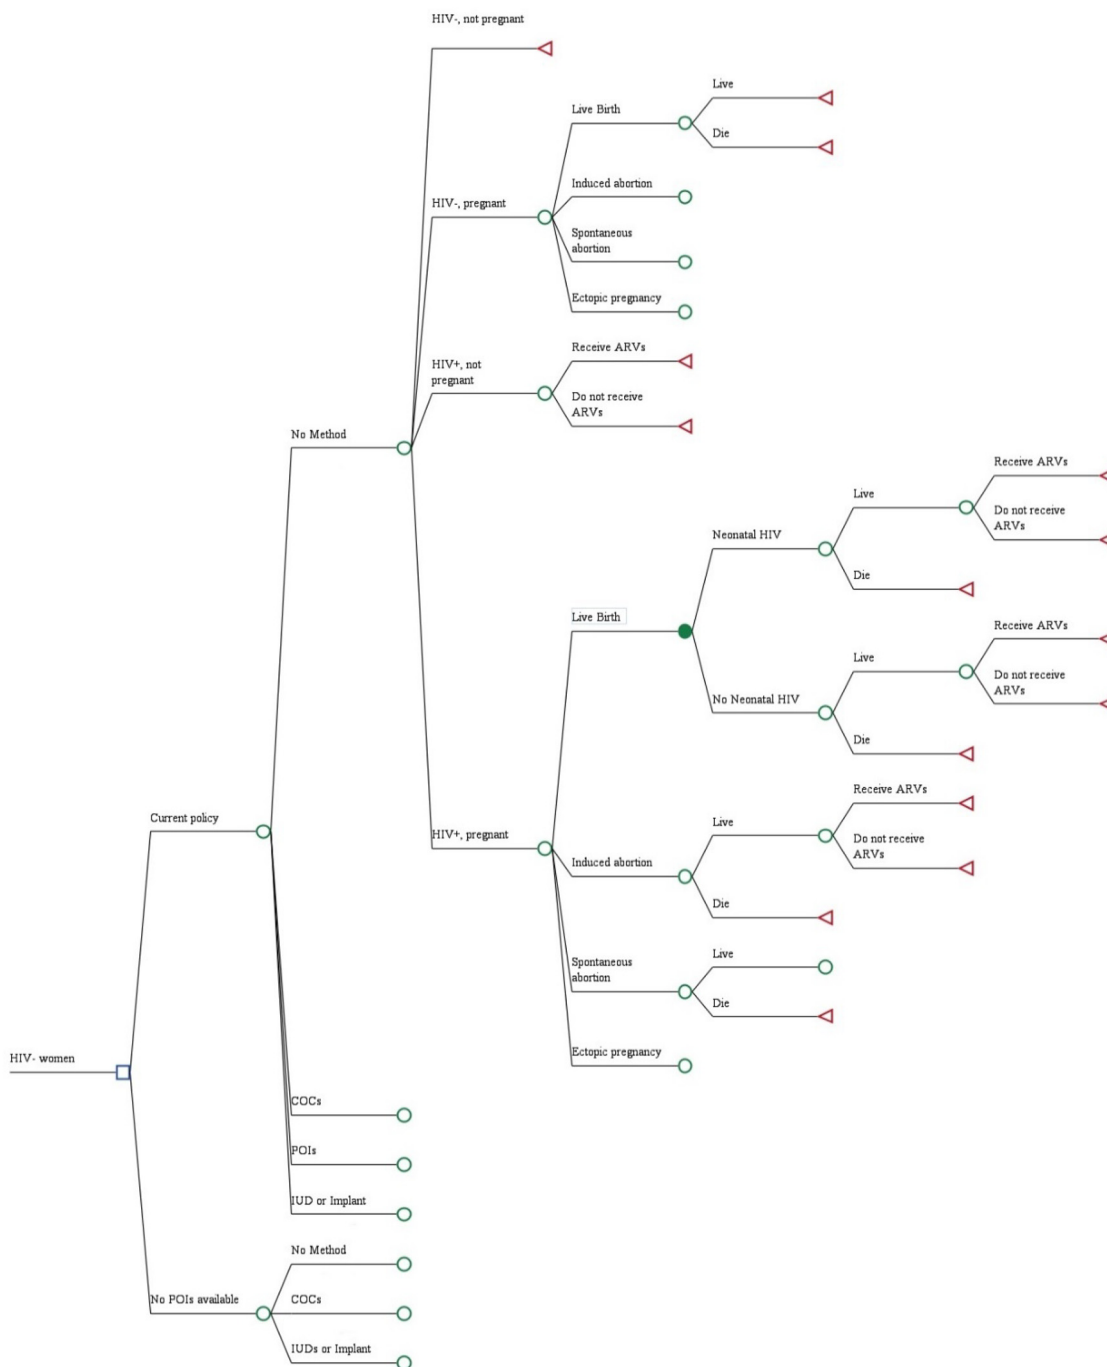 HIV-, not pregnant
Live
Live Birth
Die
Induced abortion
HIV-, pregnant
Spontaneous
abortion
Ectopic pregnancy
Receive ARVs
HIV+, not
pregnant
Do not receive
ARVs
No Method
Receive ARVs
Live
Do not receive
ARVs
Neonatal HIV
Die
Live Birth
Receive ARVs
Live
Do not receive
ARVs
No Neonatal HIV
Die
Receive ARVs
Current policy
Live
HIV+, pregnant
Do not receive
ARVs
Induced abortion
Die
Live
Spontaneous
abortion
Die
Ectopic pregnancy
HIV- women
COCs
POIs
IUD or Implant
No Method
No POIs available
COCs
IUDs or Implant